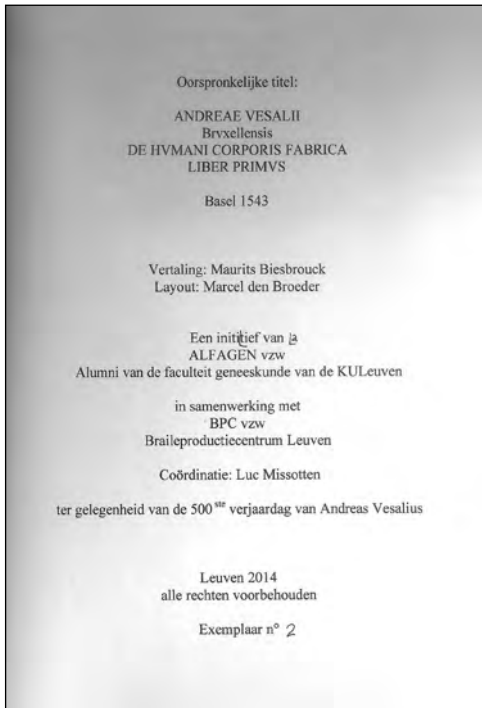 Oorspronkelijke titel:
ANDREAE VESALII
Brvxellensis
DE HVMANI CORPORIS FABRICA
LIBER PRIMVS
Basel 1543
Vertaling: Maurits Biesbrouck
Layout: Marcel den Broeder
Een inititief van ia
ALFAGEN vzw
Alumni van de faculteit geneeskunde van de KULeuven
in samenwerking met
BPC vzw
Braileproductiecentrum Leuven
Coördinatie: Luc Missotten
ter gelegenheid van de 500ste verjaardag van Andreas Vesalius
Leuven 2014
alle rechten voorbehouden
Exemplaar n° 2